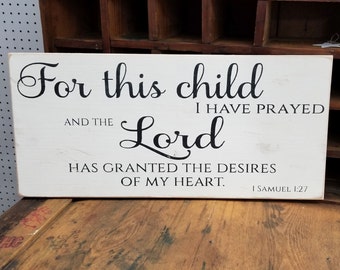 For this child
I HAVE PRAYED
AND THE Lord
HAS GRANTED THE DESIRES
OF MY HEART.
1 SAMUEL 1:27